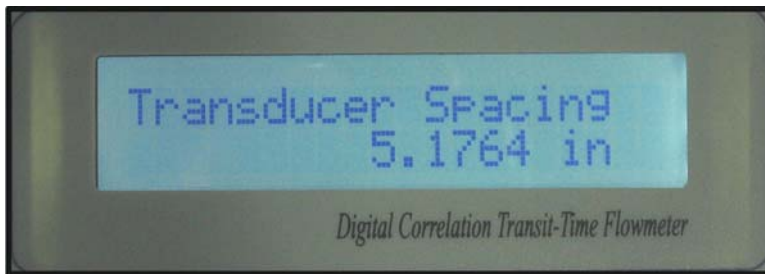 Transducer Spacing
5.1764 in
Digital Correlation Transit-Time Flowmeter